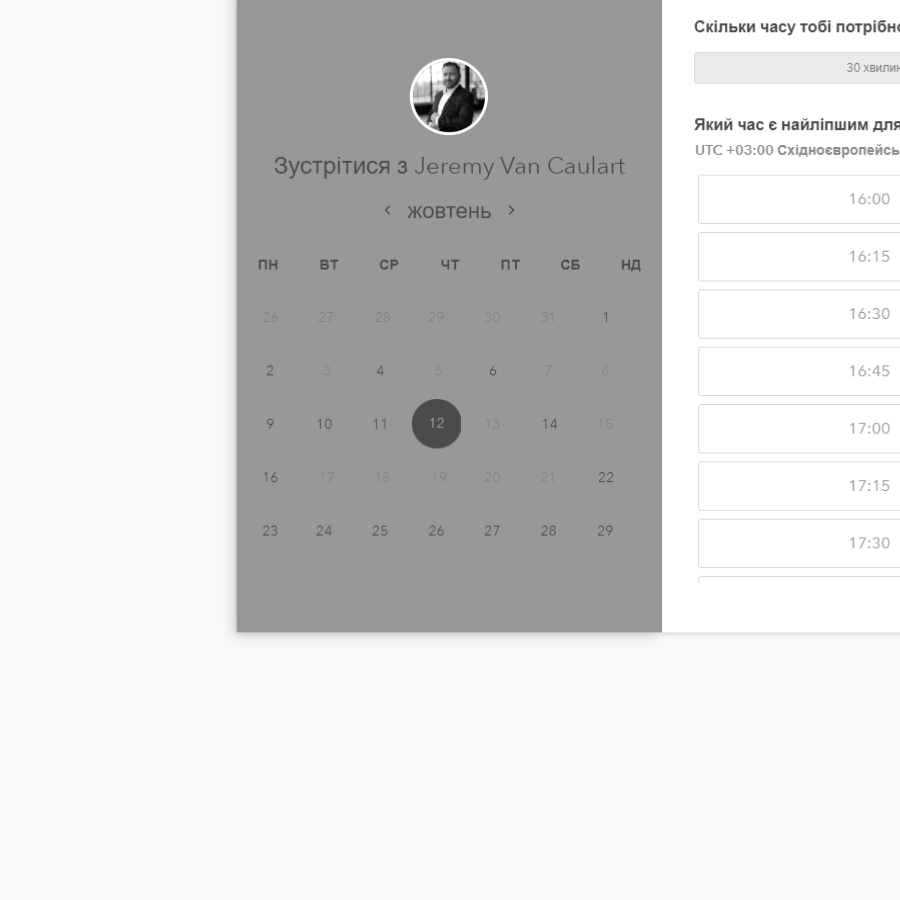 Зустрітися з Jeremy Van Caulart
жовтень
ПН ВТ СР ЧТ ПТ СБ НД
26 27 28 29 30 31 1
2 3 4 5 6 7 8
9 10 11 12 13 14 15
16 17 18 19 20 21 22
23 24 25 26 27 28 29
Скільки часу тобі
30
Який час є найліпшим для
UTC +03:00
16:00
16:15
16:30
16:45
17:00
17:15
17:30